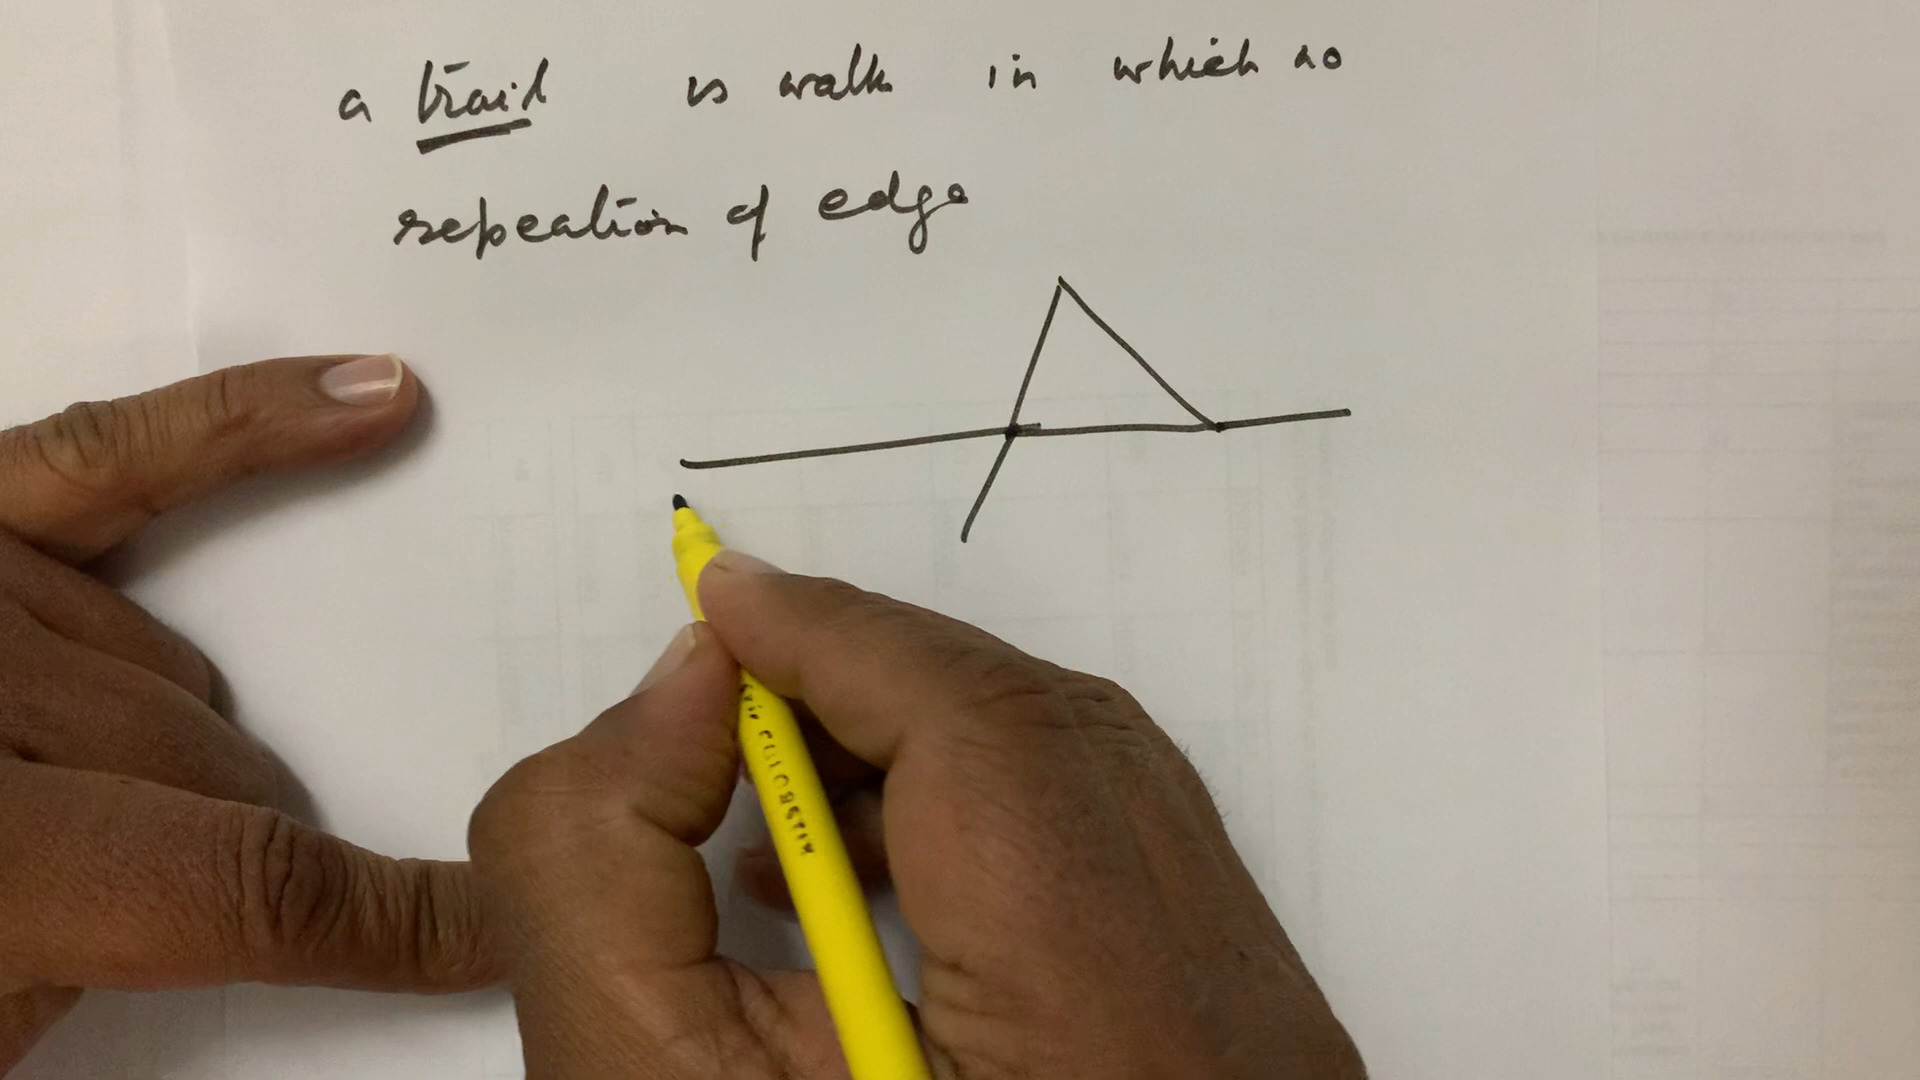 a trail is walk in which no
repeation of edge